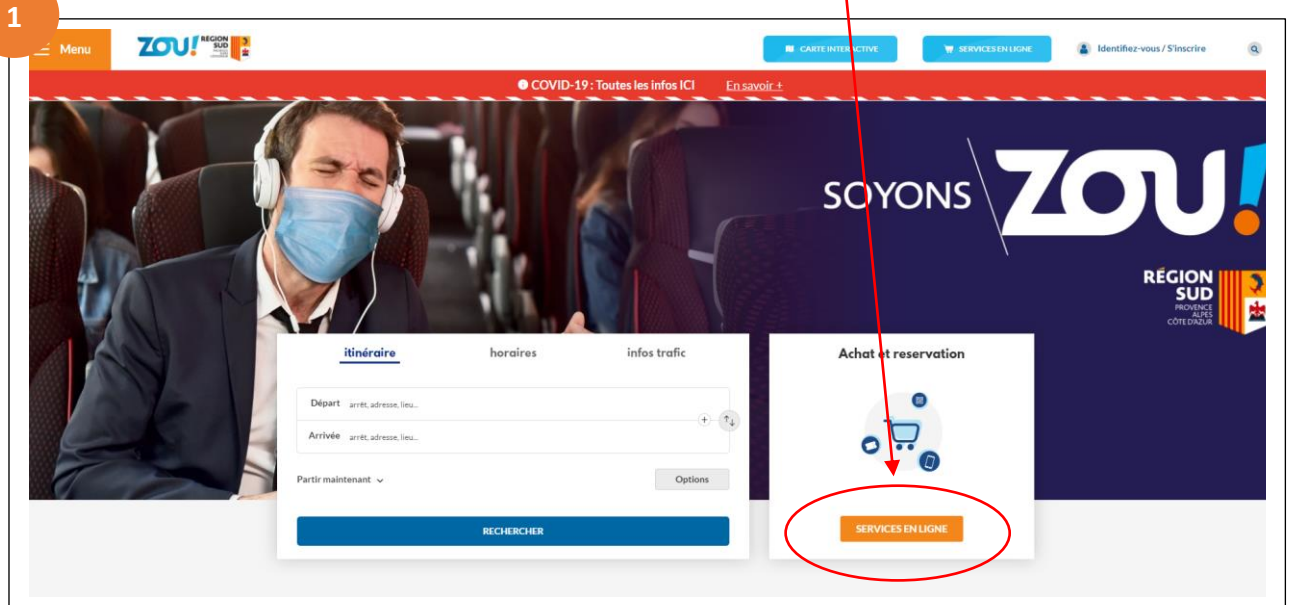 1
Menu
ZOU! RÉGION SUD
CARTE INTERACTIVE
SERVICES EN LIGNE
Identifiez-vous / S'inscrire
COVID-19 : Toutes les infos ICI En savoir +
SOYONS ZOU!
RÉGION
SUD
PROVENCE
ALPES
CÔTE D'AZUR
itinéraire horaires infos trafic
Départ arrêt, adresse, lieu...
Arrivée arrêt, adresse, lieu...
Partir maintenant Options
RECHERCHER
Achat et reservation
SERVICES EN LIGNE